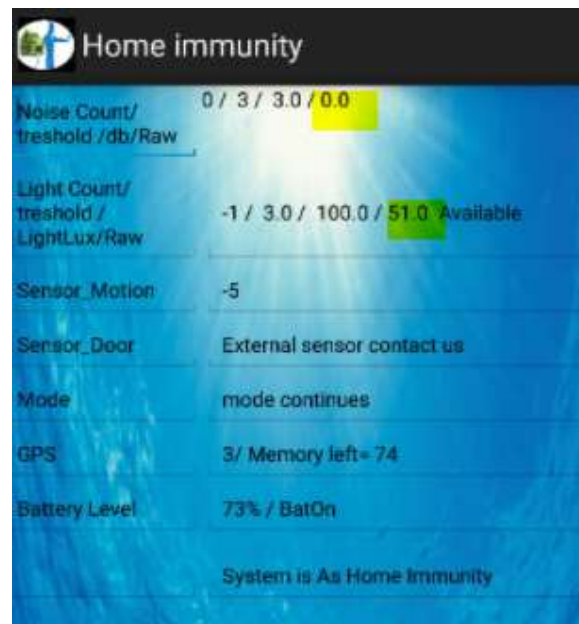 Home immunity
Noise Count/
treshold /db/Raw
0 / 3 / 3.0 / 0.0
Light Count/
treshold /
LightLux/Raw
-1 / 3.0 / 100.0 / 51.0 Available
Sensor_Motion
-5
Sensor_Door
External sensor contact us
Mode
mode continues
GPS
3/ Memory left= 74
Battery Level
73% / BatOn
System is As Home Immunity